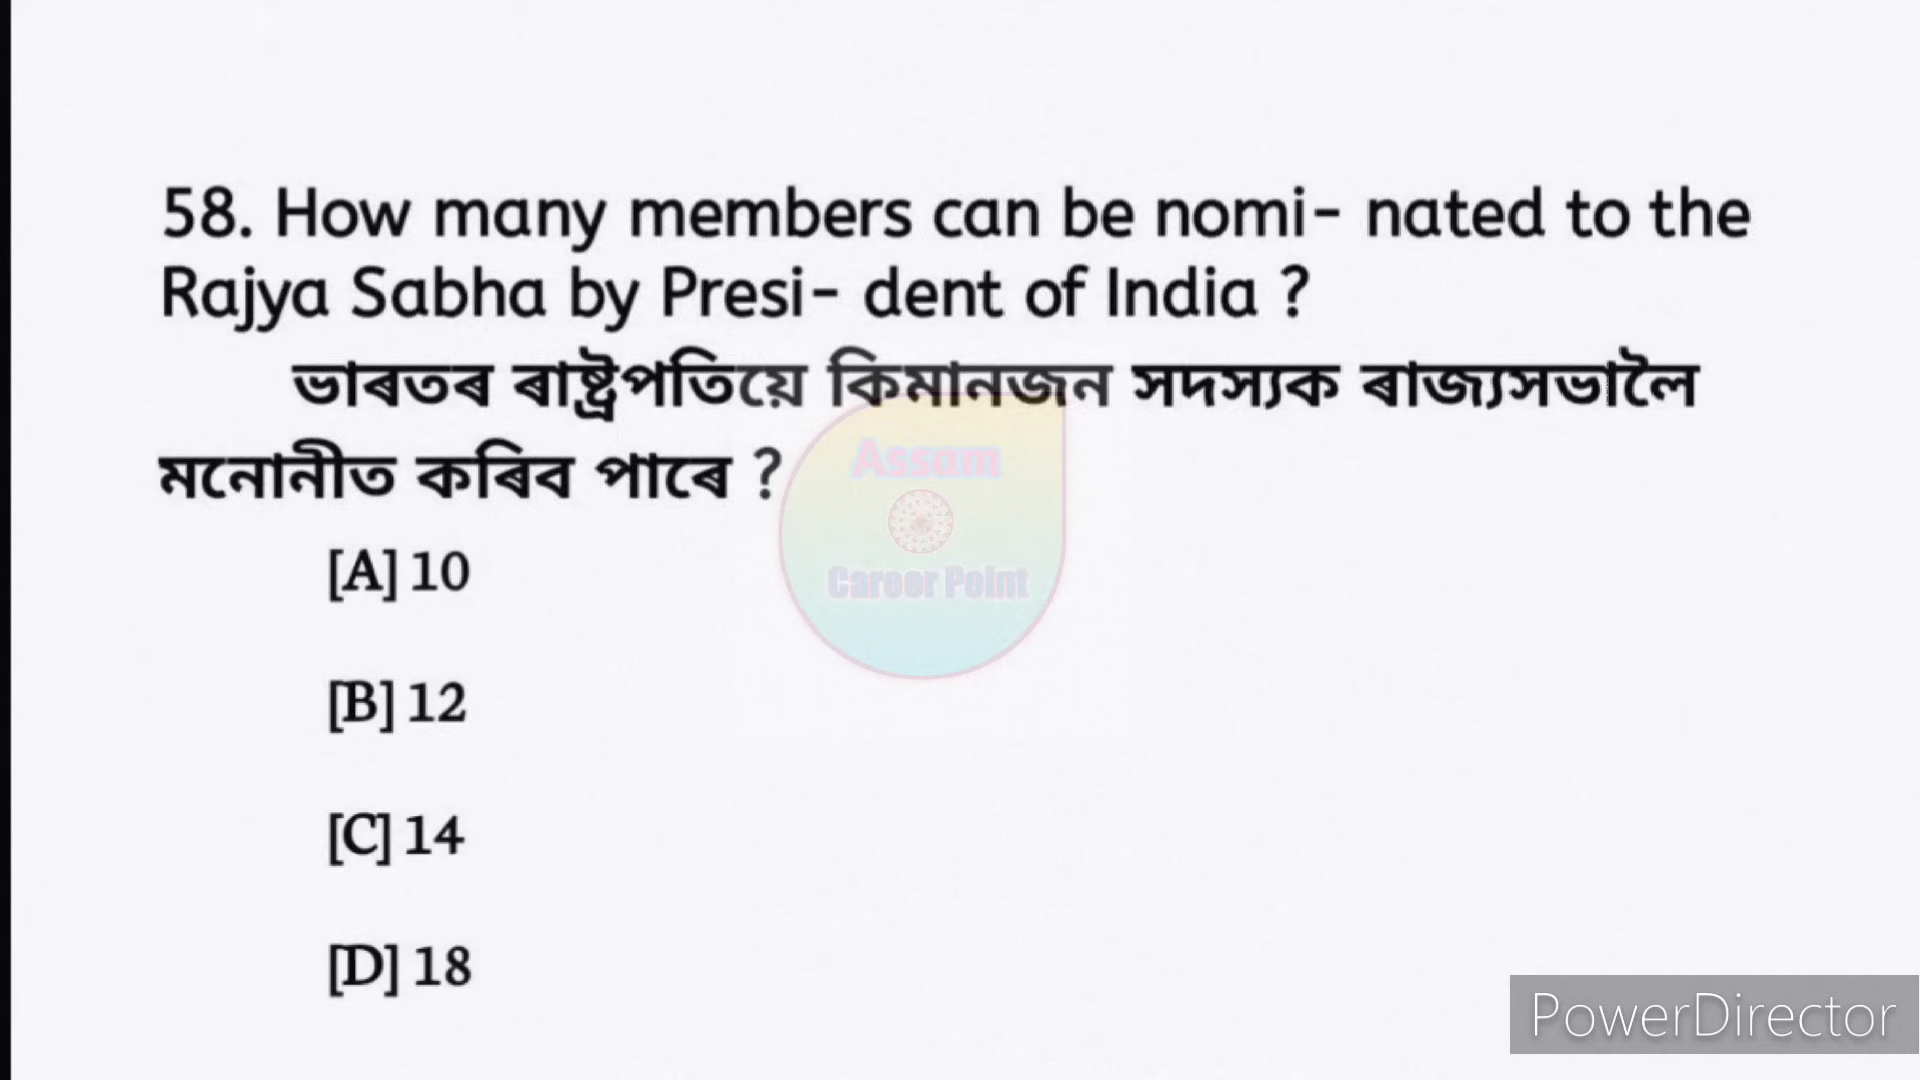 58. How many members can be nomi- nated to the
Rajya Sabha by Presi- dent of India ?
ভাৰতৰ ৰাষ্ট্ৰপতিয়ে কিমানজন সদস্যক ৰাজ্যসভালৈ
মনোনীত কৰিব পাৰে ?
Assam
Career Point
[A] 10
[B] 12
[C] 14
[D] 18
PowerDirector